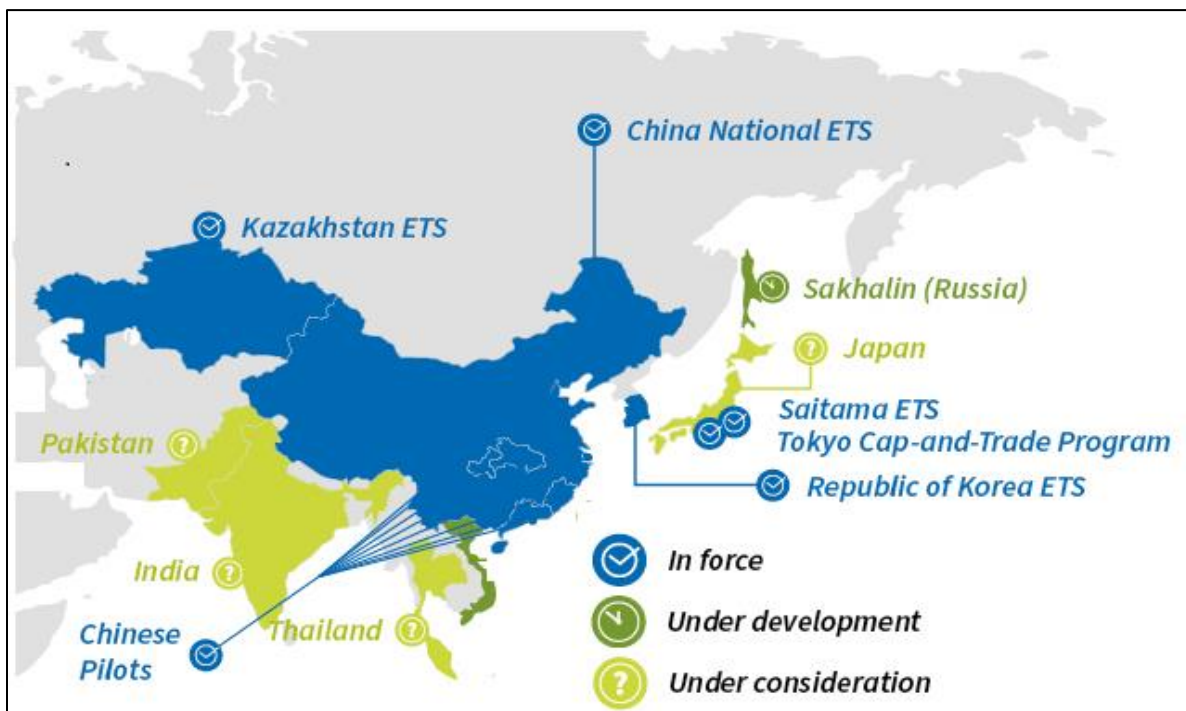 China National ETS
Kazakhstan ETS
Sakhalin (Russia)
? Japan
Saitama ETS
Tokyo Cap-and-Trade Program
Pakistan ?
Republic of Korea ETS
In force
India ?
Thailand ?
Under development
Chinese
Pilots
? Under consideration